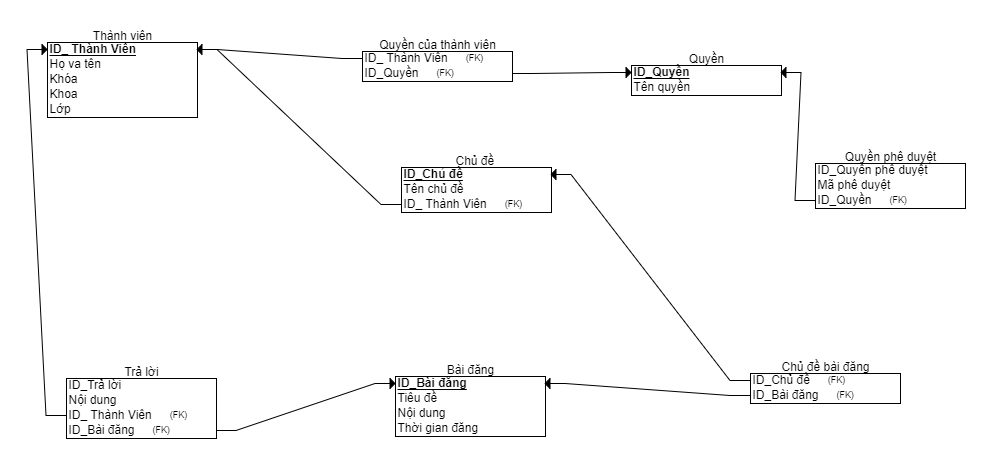 Thành viên
ID_ Thành Viên
Họ va tên
Khóa
Khoa
Lớp
Quyền của thành viên
ID_ Thành Viên (FK)
ID_Quyền (FK)
Quyền
ID_Quyền
Tên quyền
Quyền phê duyệt
ID_Quyền phê duyệt
Mã phê duyệt
ID_Quyền (FK)
Chủ đề
ID_Chủ đề
Tên chủ đề
ID_ Thành Viên (FK)
Trả lời
ID_Trả lời
Nội dung
ID_ Thành Viên (FK)
ID_Bài đăng (FK)
Bài đăng
ID_Bài đăng
Tiêu đề
Nội dung
Thời gian đăng
Chủ đề bài đăng
ID_Chủ đề (FK)
ID_Bài đăng (FK)